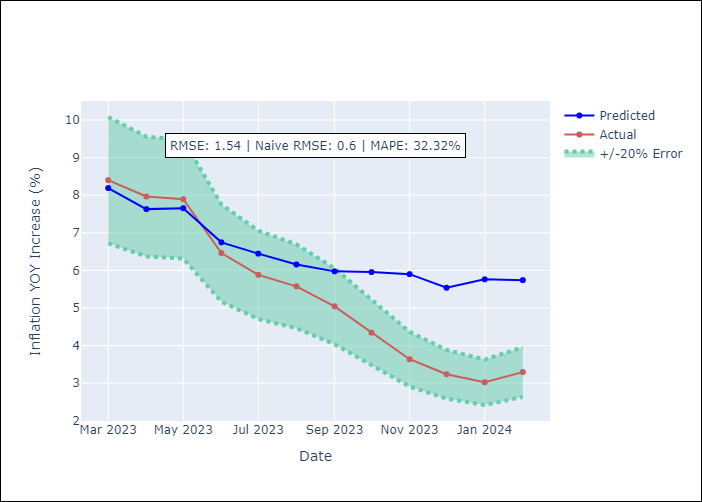 RMSE: 1.54 | Naive RMSE: 0.6 | MAPE: 32.32%
Predicted
Actual
+/-20% Error
Inflation YOY Increase (%)
10
9
8
7
6
5
4
3
2
Mar 2023 May 2023 Jul 2023 Sep 2023 Nov 2023 Jan 2024
Date